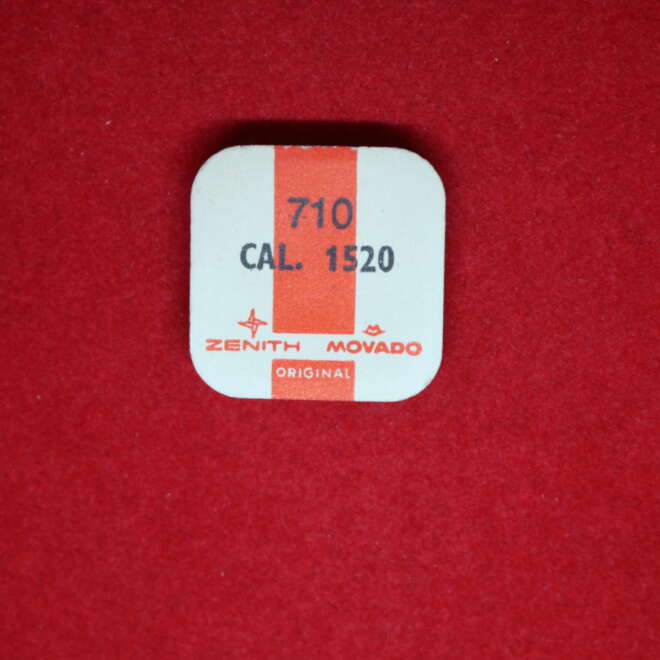 710
CAL. 1520
ZENITH MOVADO
ORIGINAL